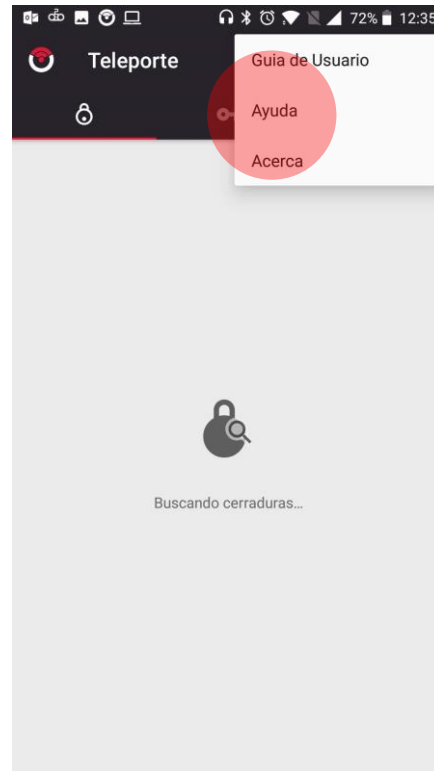 72% 12:35
Teleporte
Guia de Usuario
Ayuda
Acerca
Buscando cerraduras...